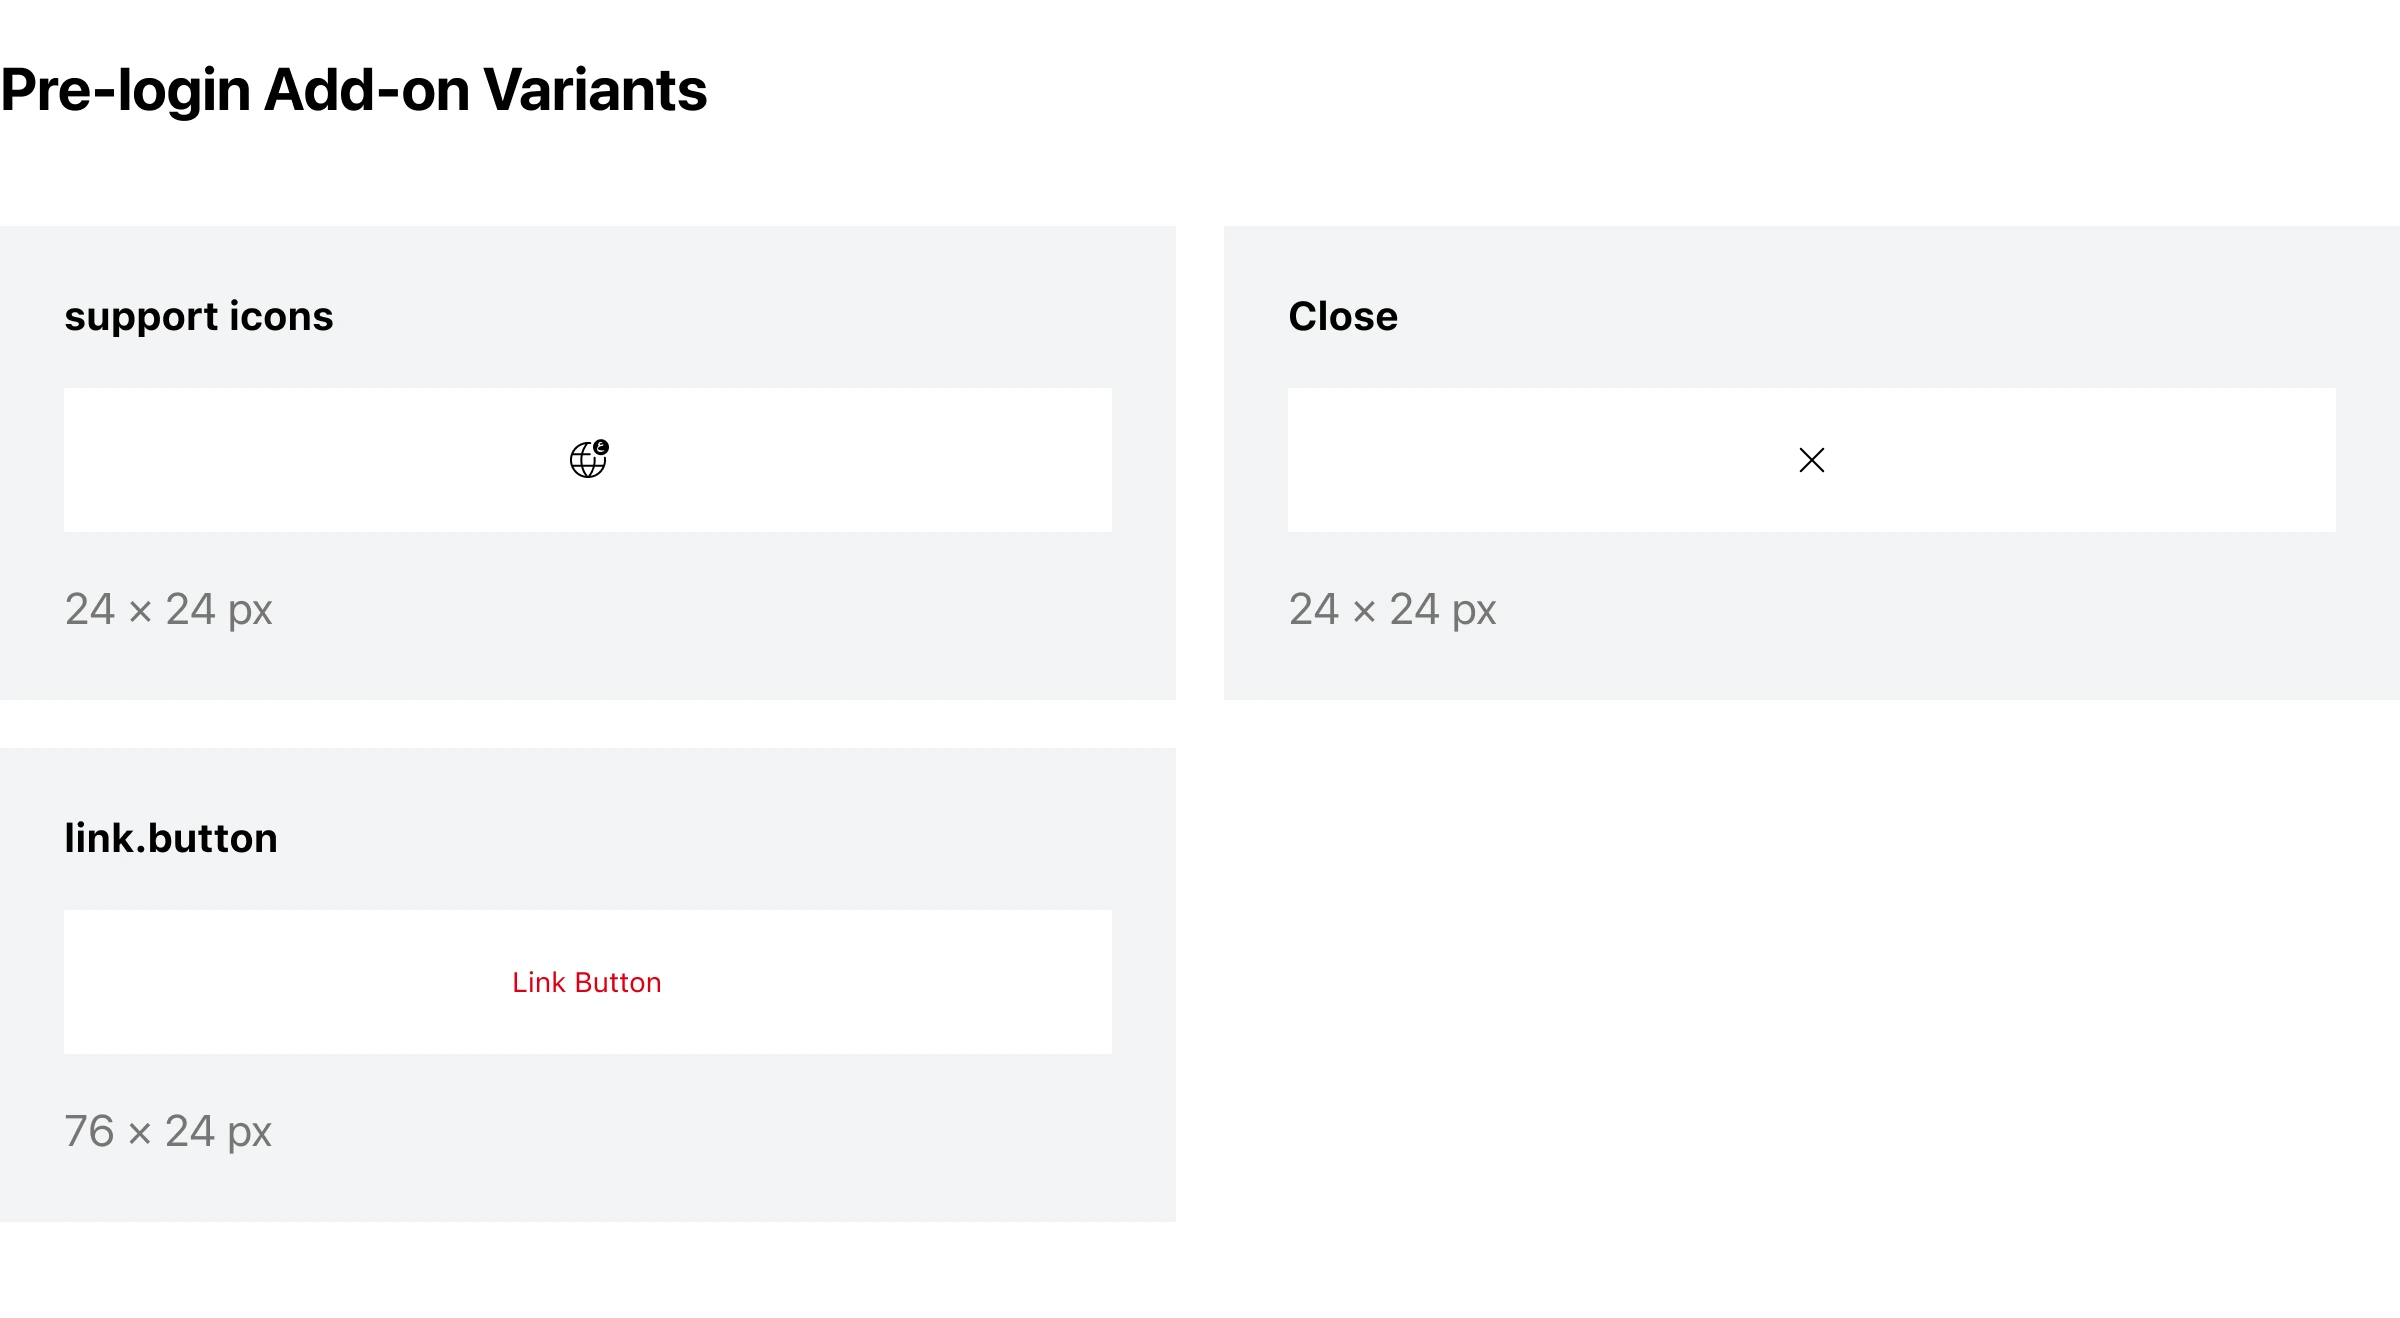 Pre-login Add-on Variants
support icons
24 × 24 px
Close
24 × 24 px
link.button
Link Button
76 × 24 px